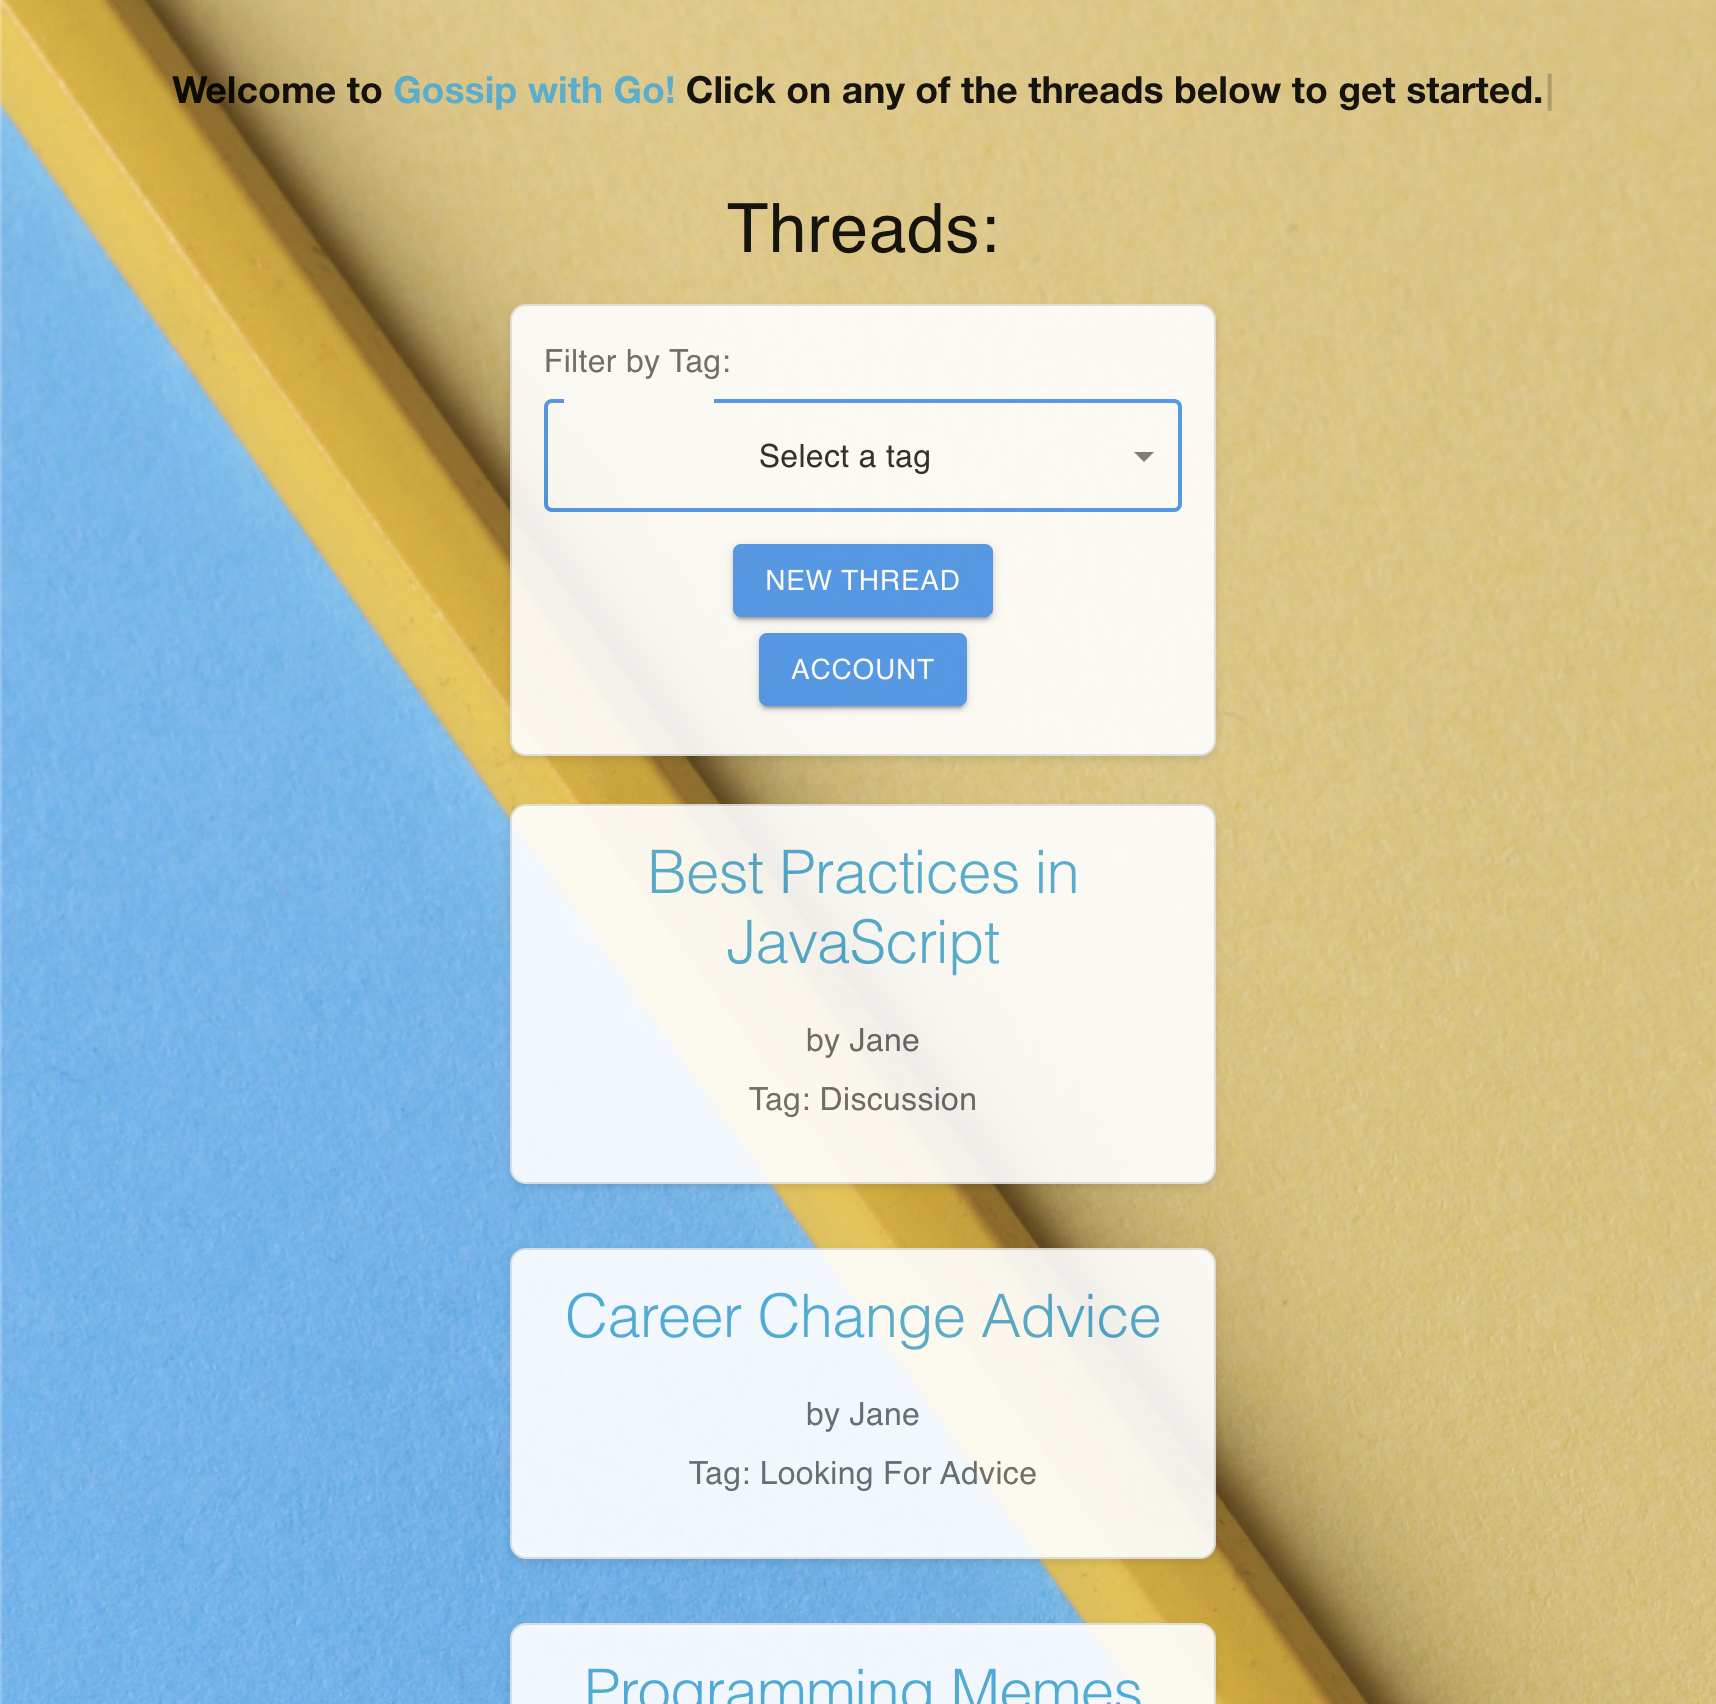 Welcome to Gossip with Go! Click on any of the threads below to get started.
Threads:
Filter by Tag:
Select a tag
NEW THREAD
ACCOUNT
Best Practices in
JavaScript
by Jane
Tag: Discussion
Career Change Advice
by Jane
Tag: Looking For Advice
Programming Memes